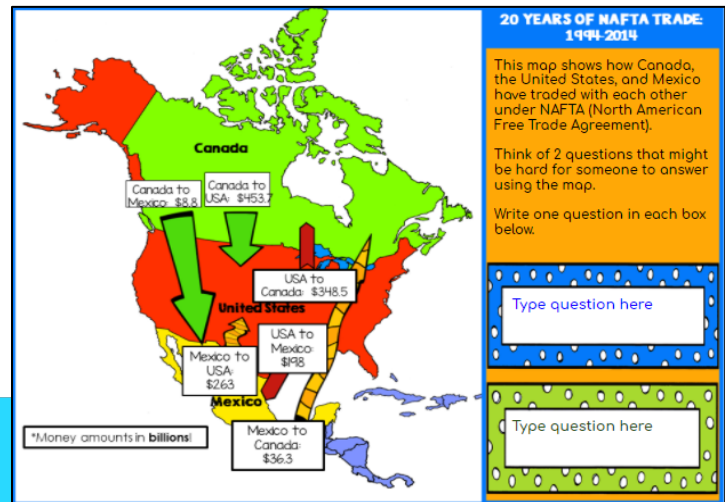 20 YEARS OF NAFTA TRADE:
1994-2014
This map shows how Canada,
the United States, and Mexico
have traded with each other
under NAFTA (North American
Free Trade Agreement).
Think of 2 questions that might
be hard for someone to answer
using the map.
Write one question in each box
below.
Type question here
Type question here
Canada
Canada to
Mexico: $8.8
Canada to
USA: $453.7
USA to
Canada: $348.5
United States
USA to
Mexico:
$198
Mexico to
USA:
$263
Mexico
Mexico to
Canada:
$36.3
*Money amounts in billions!